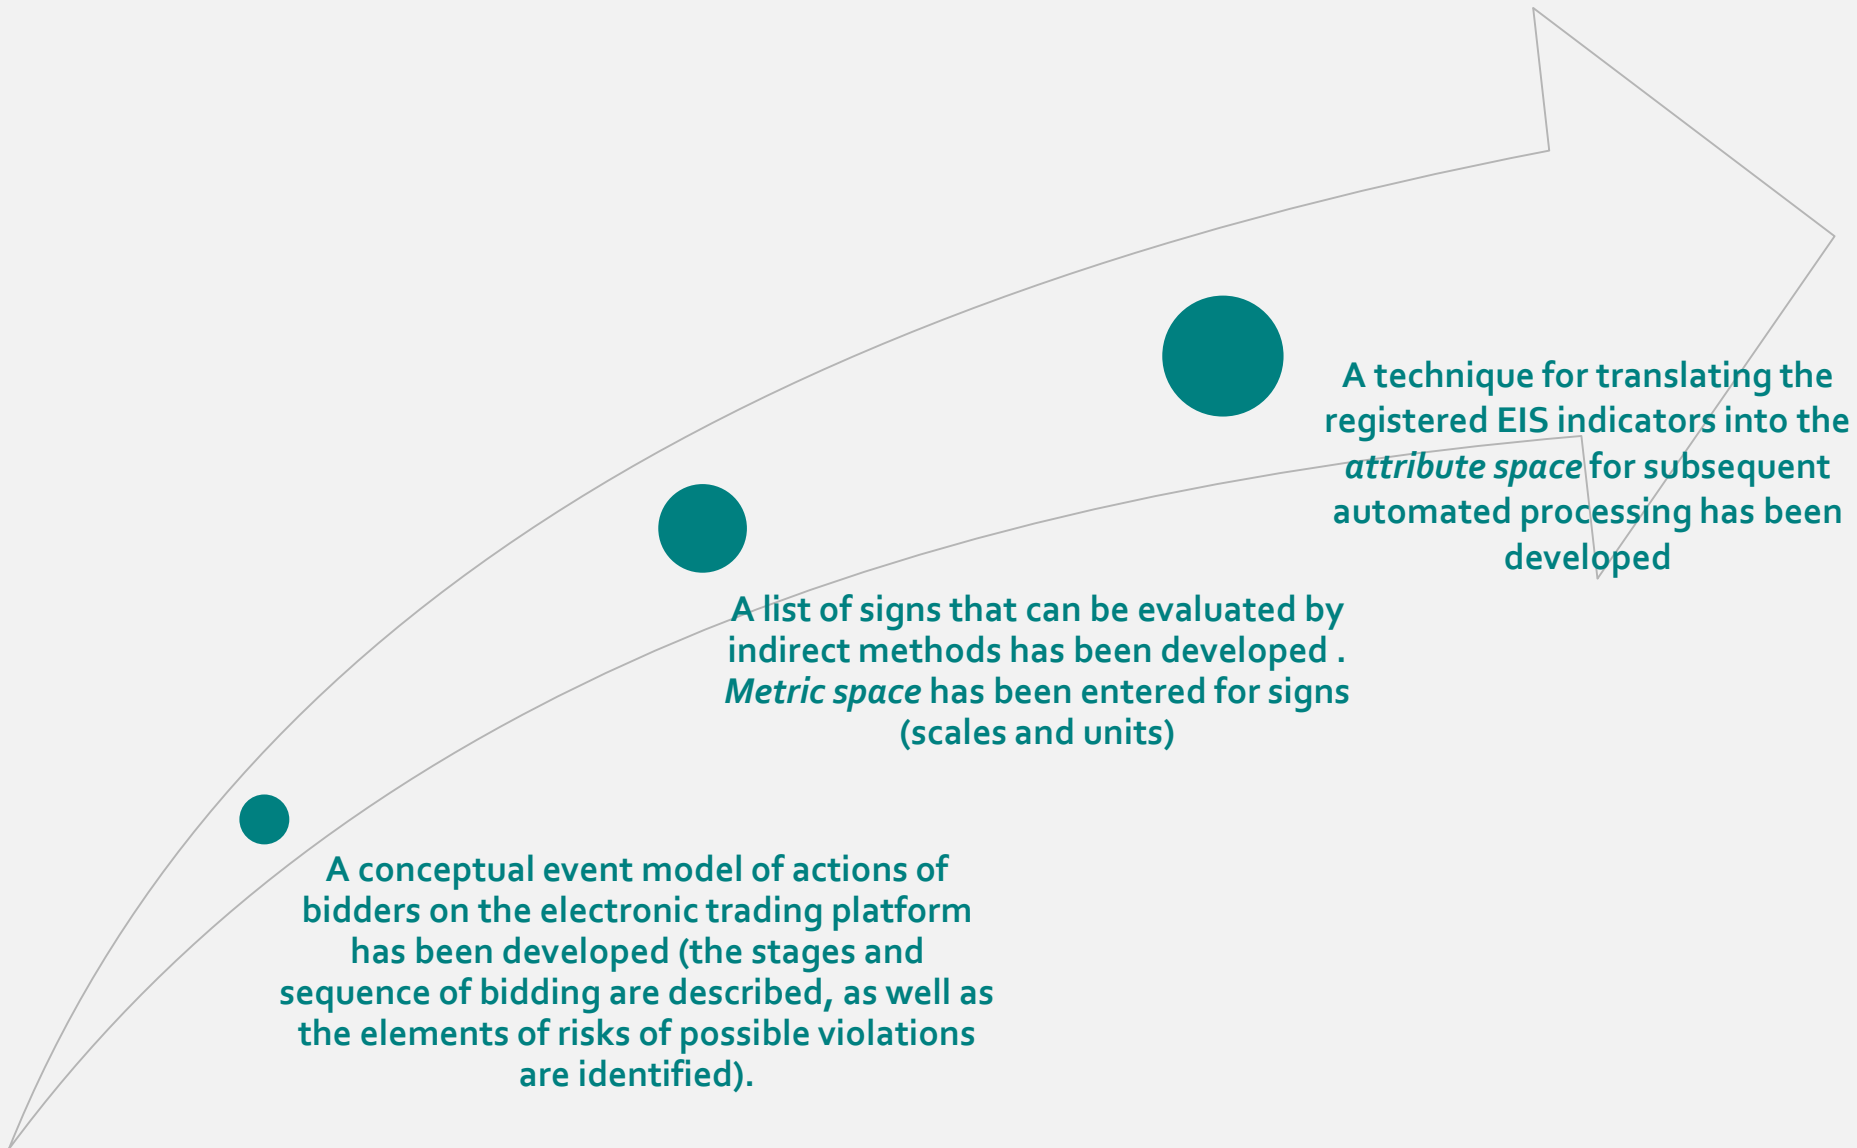 A technique for translating the
registered EIS indicators into the
attribute space for subsequent
automated processing has been
developed
A list of signs that can be evaluated by
indirect methods has been developed .
Metric space has been entered for signs
(scales and units)
A conceptual event model of actions of
bidders on the electronic trading platform
has been developed (the stages and
sequence of bidding are described, as well as
the elements of risks of possible violations
are identified).